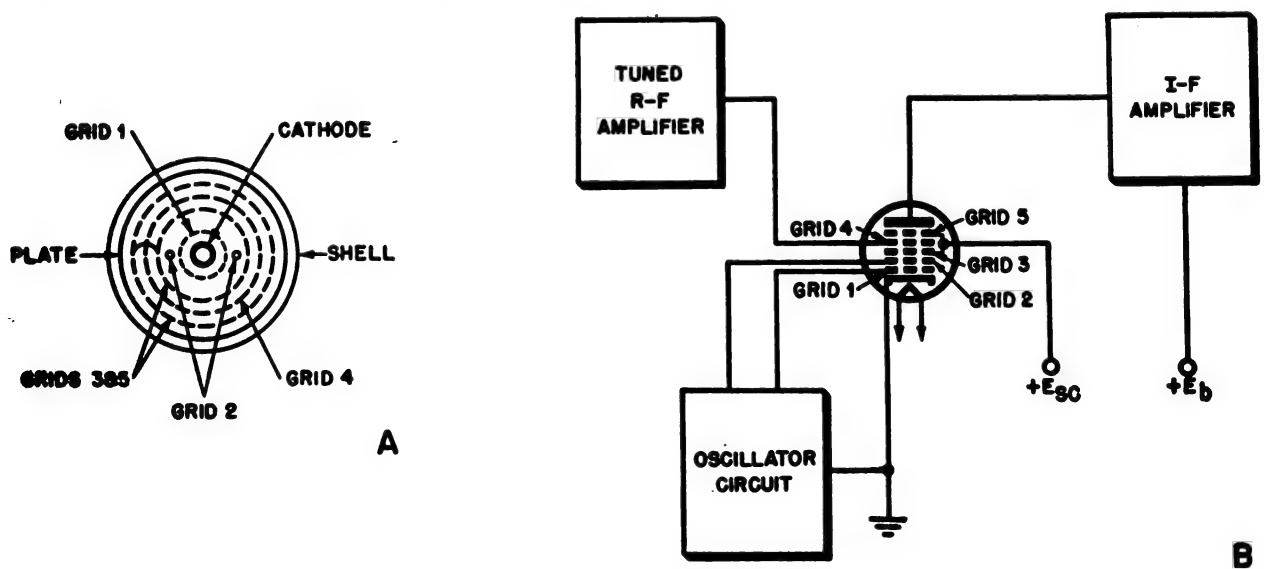 GRID 1
CATHODE
PLATE
SHELL
GRIDS 3&5
GRID 4
GRID 2
A
TUNED
R-F
AMPLIFIER
I-F
AMPLIFIER
GRID 4
GRID 5
GRID 3
GRID 1
GRID 2
+Esc
+Eb
OSCILLATOR
CIRCUIT
B